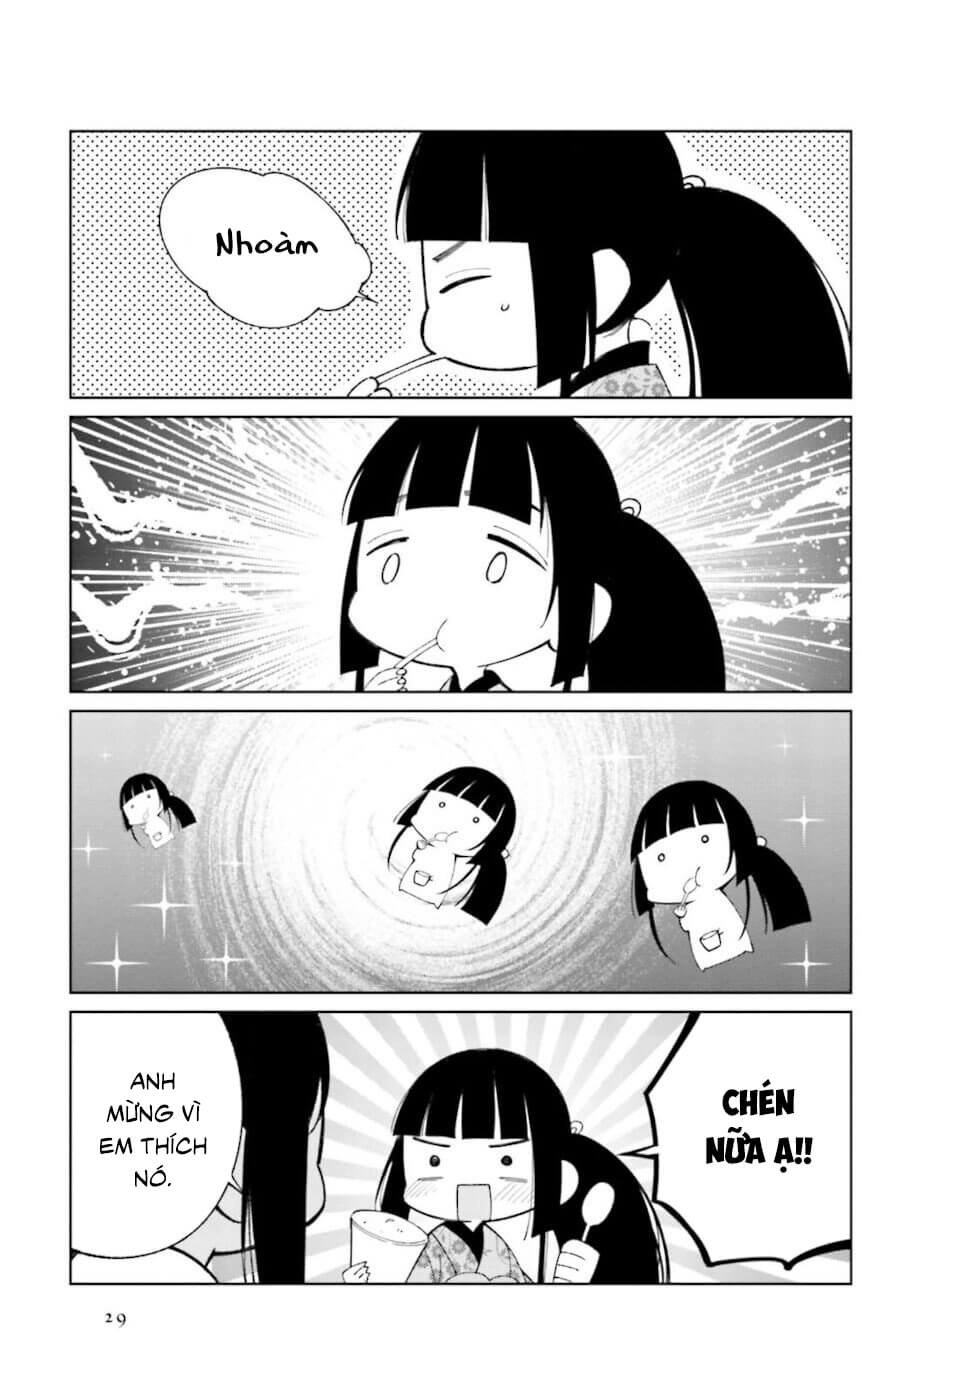 Nhoàm
CHÉN
NỮA Ạ!!
ANH
MỪNG VÌ
EM THÍCH
NÓ.
29